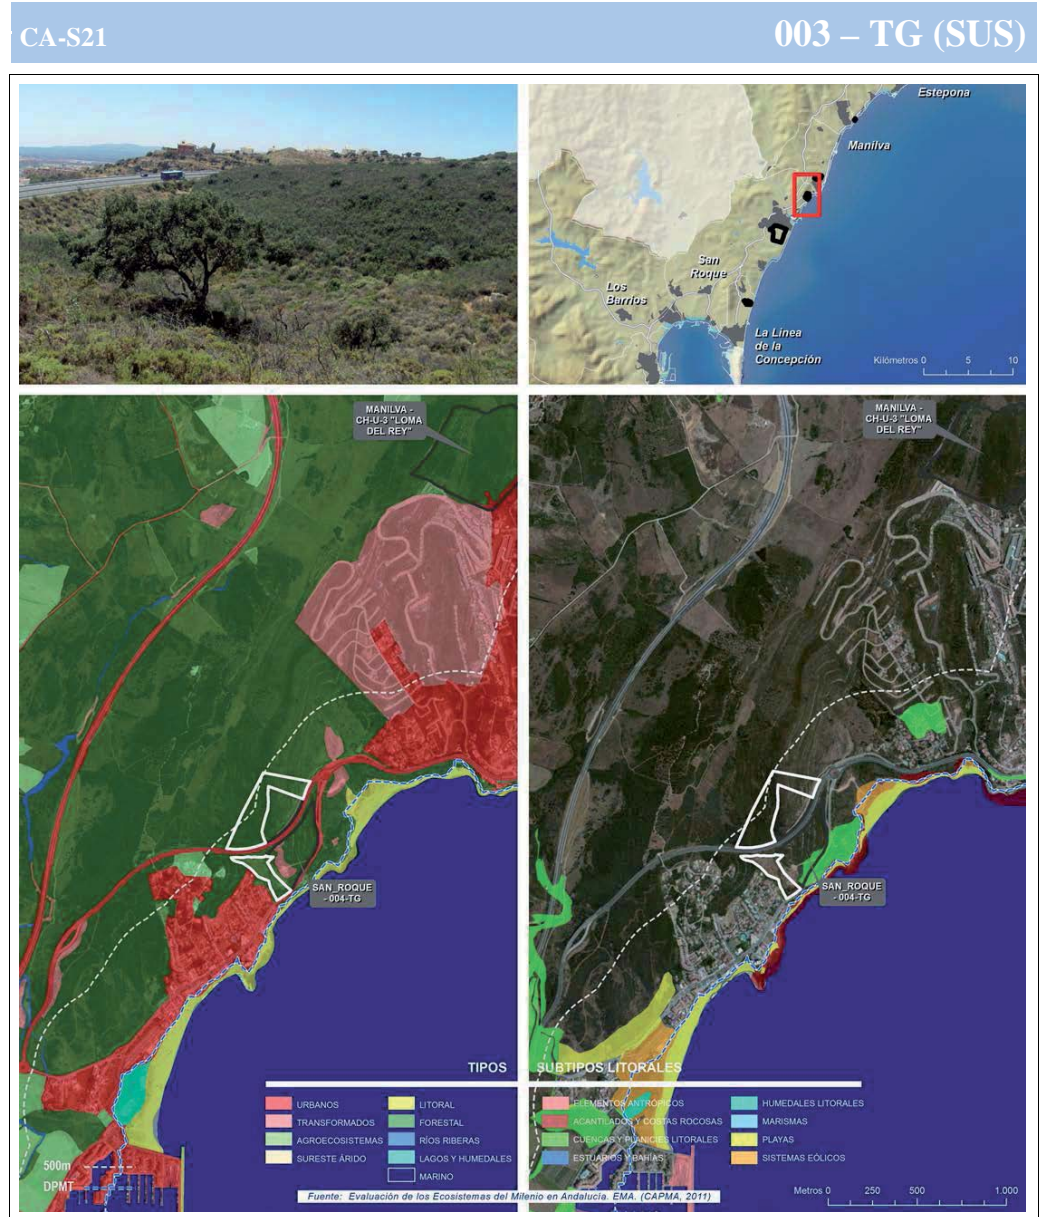 CA-S21
003 – TG (SUS)
Estepona
Manilva
San
Roque
Los
Barrios
La Línea
de la
Concepción
Kilómetros 0 5 10
MANILVA -
CH-U-3 "LOMA
DEL REY"
MANILVA -
CH-U-3 "LOMA
DEL REY"
SAN_ROQUE
- 004-TG
SAN_ROQUE
- 004-TG
TIPOS
URBANOS
TRANSFORMADOS
AGROECOSISTEMAS
SURESTE ÁRIDO
LITORAL
FORESTAL
RÍOS RIBERAS
LAGOS Y HUMEDALES
MARINO
SUBTIPOS LITORALES
ELEMENTOS ANTRÓPICOS
ACANTILADOS Y COSTAS ROCOSAS
CUENCAS Y PLANICIES LITORALES
ESTUARIOS Y BAHÍAS
HUMEDALES LITORALES
MARISMAS
PLAYAS
SISTEMAS EÓLICOS
500m
DPMT
Fuente: Evaluación de los Ecosistemas del Milenio en Andalucía. EMA. (CAPMA, 2011)
Metros 0 250 500 1.000